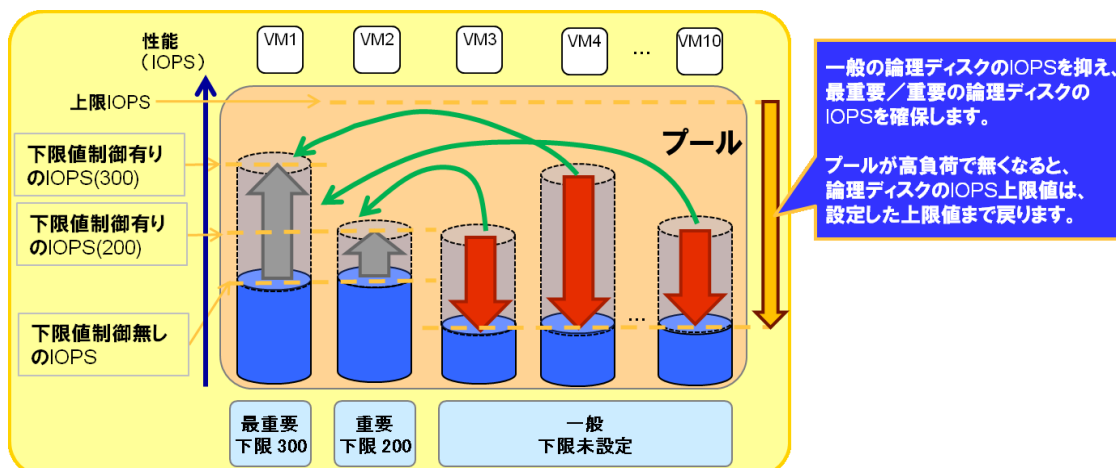 性能
（IOPS）
VM1
VM2
VM3
VM4
...
VM10
上限IOPS
プール
下限値制御有り
のIOPS(300)
下限値制御有り
のIOPS(200)
下限値制御無し
のIOPS
...
最重要
下限 300
重要
下限 200
一般
下限未設定
一般の論理ディスクのIOPSを抑え、
最重要／重要の論理ディスクの
IOPSを確保します。
プールが高負荷で無くなると、
論理ディスクのIOPS上限値は、
設定した上限値まで戻ります。